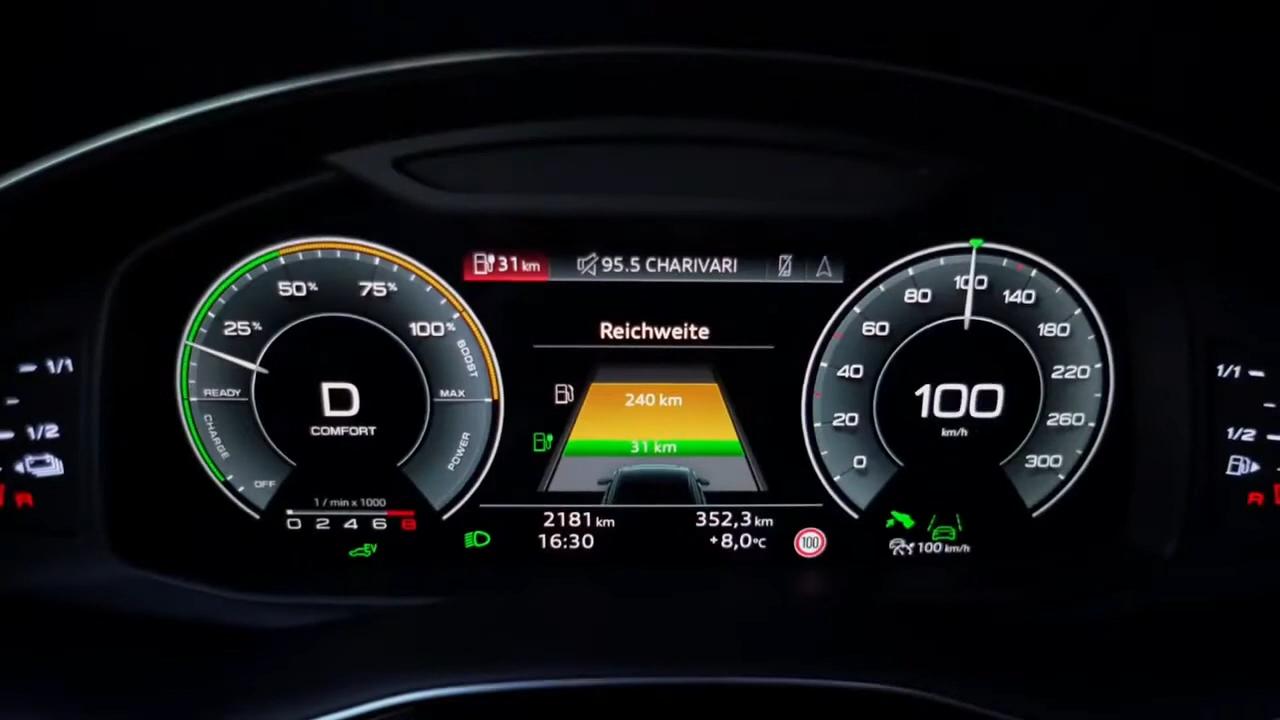 31 km
95.5 CHARIVARI
Reichweite
240 km
31 km
2181 km
352,3 km
16:30
+8,0 °C
100
25%
50%
75%
100%
BOOST
READY
MAX
CHARGE
POWER
OFF
D
COMFORT
1 / min x 1000
0 2 4 6 8
EV
0
20
40
60
80
100
140
180
220
260
300
100
km/h
100 km/h
1/1
1/2
R
1/1
1/2
R